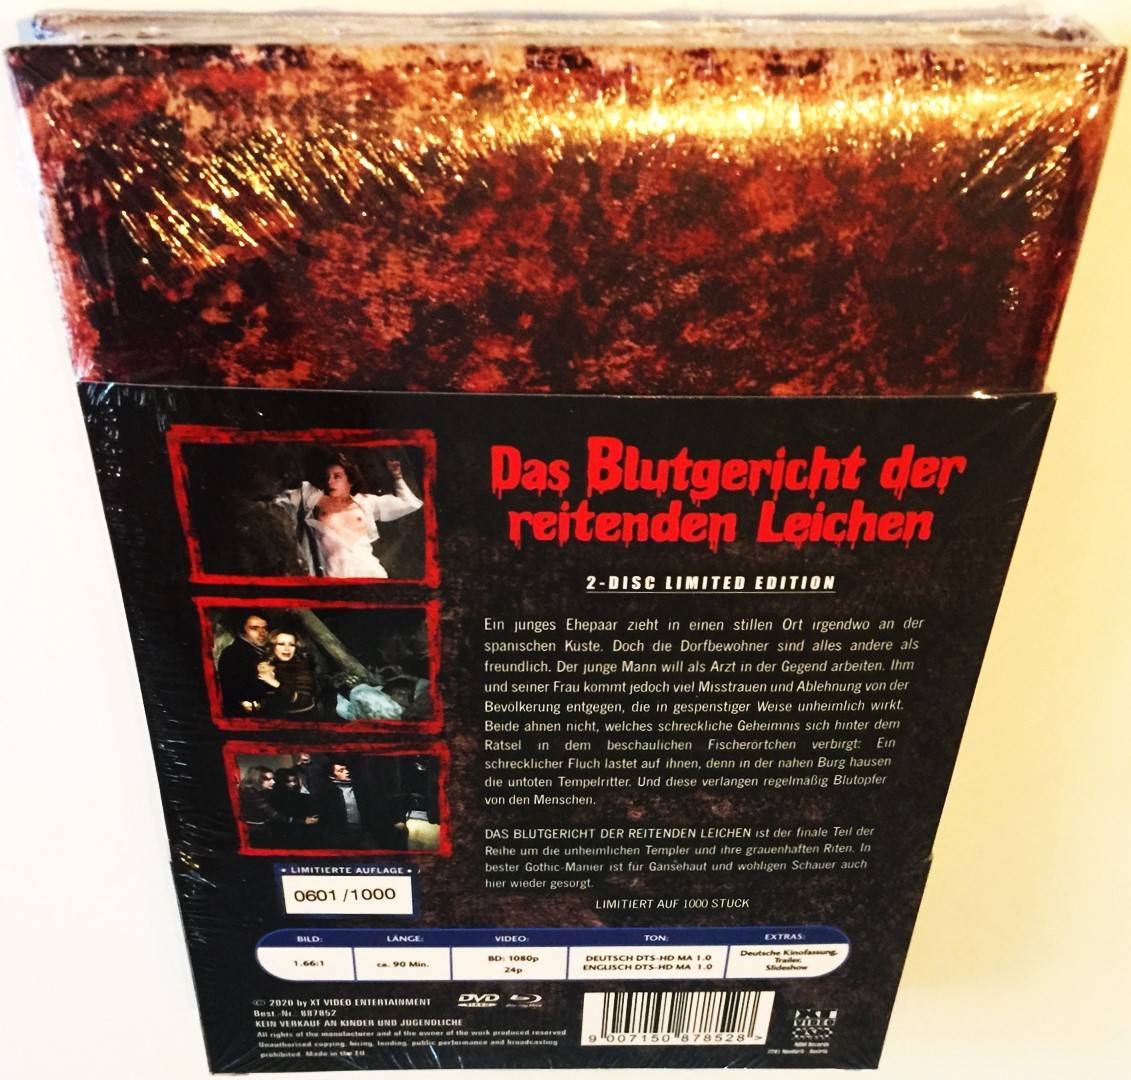 Das Blutgericht der
reitenden Leichen
2-DISC LIMITED EDITION
Ein junges Ehepaar zieht in einen stillen Ort irgendwo an der
spanischen Küste. Doch die Dorfbewohner sind alles andere als
freundlich. Der junge Mann will als Arzt in der Gegend arbeiten. Ihm
und seiner Frau kommt jedoch viel Misstrauen und Ablehnung von der
Bevölkerung entgegen, die in gespenstiger Weise unheimlich wirkt.
Beide ahnen nicht, welches schreckliche Geheimnis sich hinter dem
Rätsel in dem beschaulichen Fischerörtchen verbirgt: Ein
schrecklicher Fluch lastet auf ihnen, denn in der nahen Burg hausen
die untoten Tempelritter. Und diese verlangen regelmäßig Blutopfer
von den Menschen.
DAS BLUTGERICHT DER REITENDEN LEICHEN ist der finale Teil der
Reihe um die unheimlichen Templer und ihre grauenhaften Riten. In
bester Gothic-Manier ist für Gänsehaut und wohligen Schauer auch
hier wieder gesorgt.
LIMITIERT AUF 1000 STÜCK
• LIMITIERTE AUFLAGE •
0601 /1000
BILD: LÄNGE: VIDEO: TON: EXTRAS:
1.66:1
ca. 90 Min.
BD: 1080p
24p
DEUTSCH DTS-HD MA 1.0
ENGLISCH DTS-HD MA 1.0
Deutsche Kinofassung,
Trailer,
Slideshow
© 2020 by XT VIDEO ENTERTAINMENT
Best.-Nr.: 887852
KEIN VERKAUF AN KINDER UND JUGENDLICHE
All rights of the manufacturer and of the owner of the work produced reserved
Unauthorised copying, hiring, lending, public performance and broadcasting
prohibited. Made in the EU
DVD
VIDEO
9 007150 878528 >
XT
VIDEO